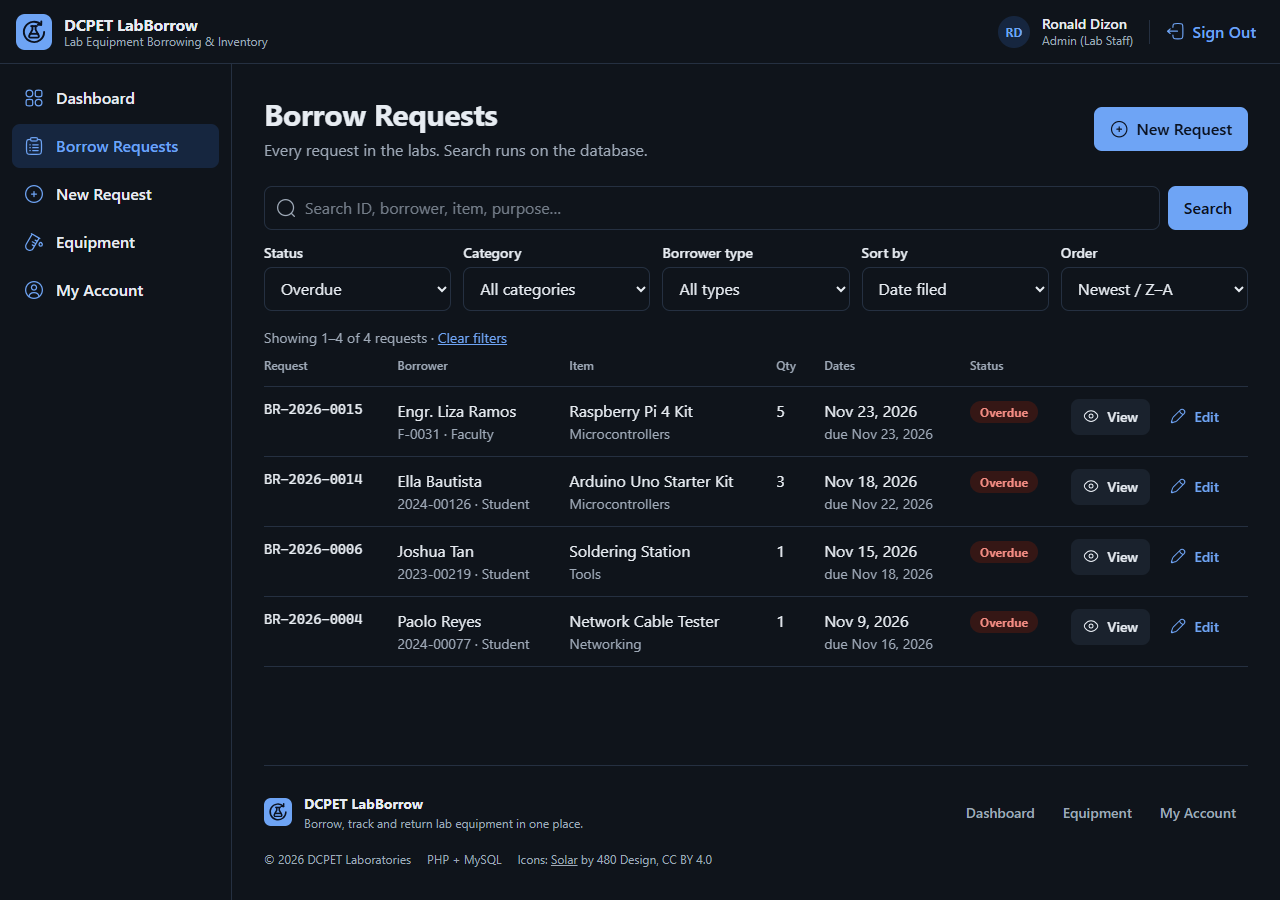 DCPET LabBorrow
Lab Equipment Borrowing & Inventory
RD
Ronald Dizon
Admin (Lab Staff)
Sign Out
Dashboard
Borrow Requests
New Request
Equipment
My Account
Borrow Requests
Every request in the labs. Search runs on the database.
New Request
Search ID, borrower, item, purpose...
Search
Status Category Borrower type Sort by Order
Overdue All categories All types Date filed Newest / Z–A
Showing 1–4 of 4 requests · Clear filters
Request Borrower Item Qty Dates Status
BR-2026-0015 Engr. Liza Ramos Raspberry Pi 4 Kit 5 Nov 23, 2026 Overdue View Edit
F-0031 · Faculty Microcontrollers due Nov 23, 2026
BR-2026-0014 Ella Bautista Arduino Uno Starter Kit 3 Nov 18, 2026 Overdue View Edit
2024-00126 · Student Microcontrollers due Nov 22, 2026
BR-2026-0006 Joshua Tan Soldering Station 1 Nov 15, 2026 Overdue View Edit
2023-00219 · Student Tools due Nov 18, 2026
BR-2026-0004 Paolo Reyes Network Cable Tester 1 Nov 9, 2026 Overdue View Edit
2024-00077 · Student Networking due Nov 16, 2026
DCPET LabBorrow
Borrow, track and return lab equipment in one place.
Dashboard Equipment My Account
© 2026 DCPET Laboratories PHP + MySQL Icons: Solar by 480 Design, CC BY 4.0